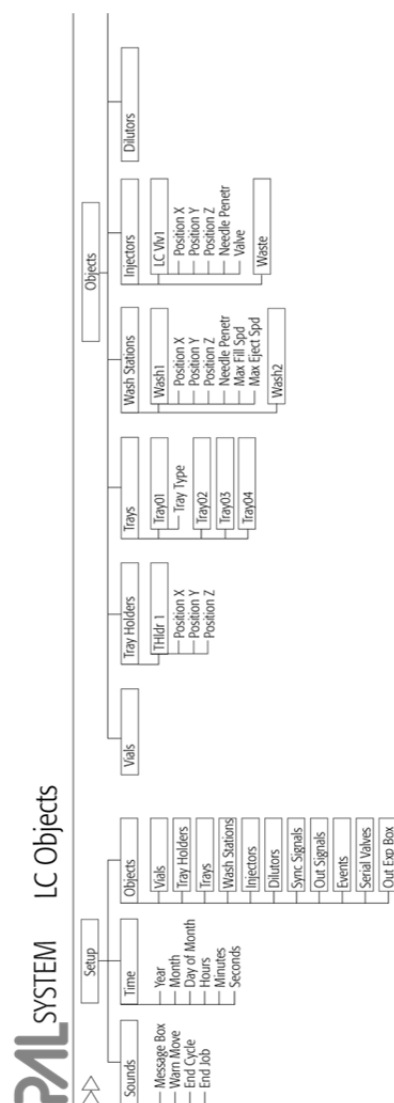 PAL SYSTEM LC Objects
Setup
Objects
Sounds
Message Box
Warn Move
End Cycle
End Job
Time
Year
Month
Day of Month
Hours
Minutes
Seconds
Objects
Vials
Tray Holders
Trays
Wash Stations
Injectors
Dilutors
Sync Signals
Out Signals
Events
Serial Valves
Out Exp Box
Vials
Tray Holders
THldr 1
Position X
Position Y
Position Z
Trays
Tray01
Tray Type
Tray02
Tray03
Tray04
Wash Stations
Wash1
Position X
Position Y
Position Z
Needle Penetr
Max Fill Spd
Max Eject Spd
Wash2
Injectors
LC Vlv1
Position X
Position Y
Position Z
Needle Penetr
Valve
Waste
Dilutors